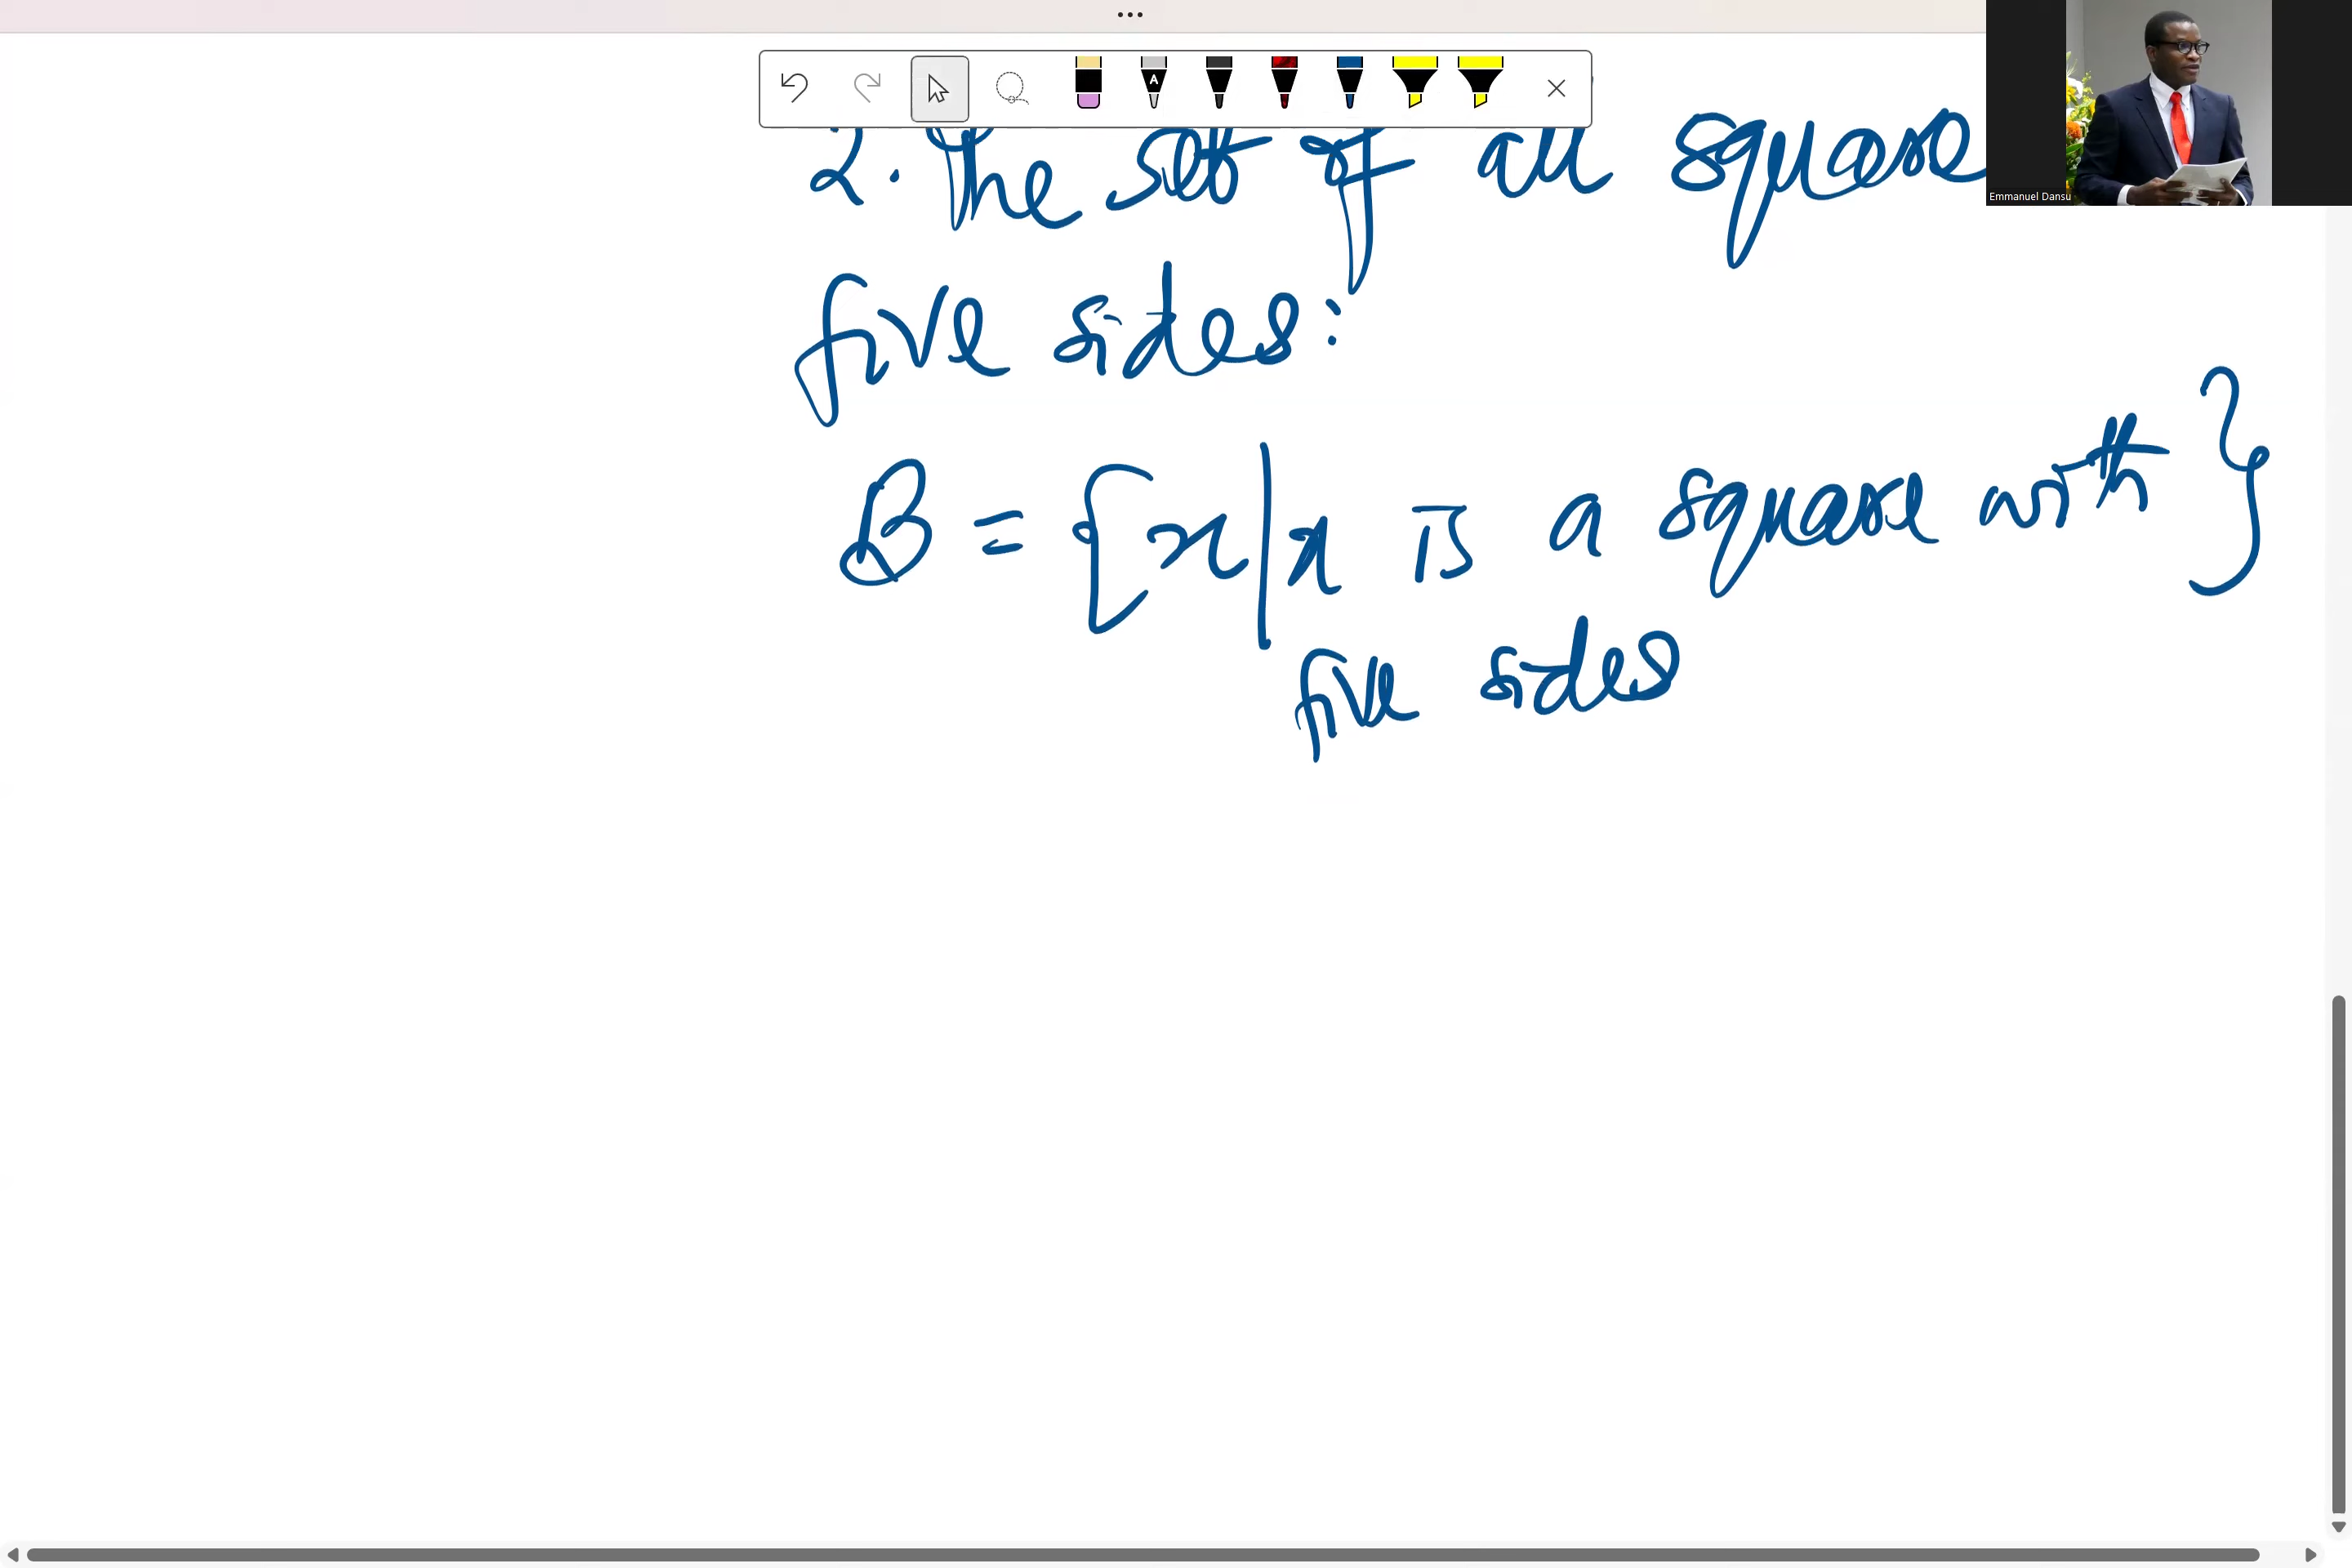 2. The set of all square
five sides:
B = {x|x is a square with}
five sides
Emmanuel Dansu
A